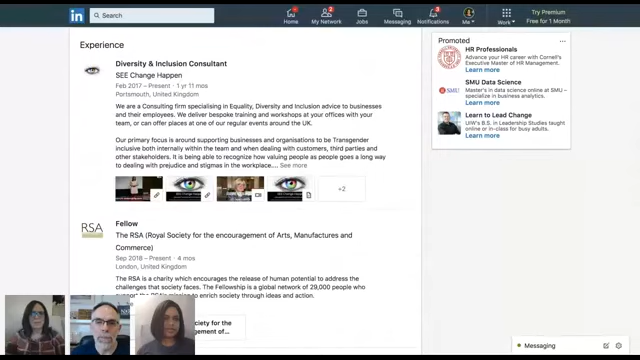 in
Search
Home
My Network
Jobs
Messaging
Notifications
Me
Work
Try Premium
Free for 1 Month
Experience
Diversity & Inclusion Consultant
SEE Change Happen
Feb 2017 – Present • 1 yr 11 mos
Portsmouth, United Kingdom
We are a Consulting firm specialising in Equality, Diversity and Inclusion advice to businesses
and their employees. We deliver bespoke training and workshops at your offices with your
team, or can offer places at one of our regular events around the UK.
Our primary focus is around supporting businesses and organisations to be Transgender
inclusive both internally within the team and when dealing with customers, third parties and
other stakeholders. It is being able to recognize how valuing people as people goes a long way
to dealing with prejudice and stigmas in the workplace.... See more
+2
RSA
Fellow
The RSA (Royal Society for the encouragement of Arts, Manufactures and
Commerce)
Sep 2018 – Present • 4 mos
London, United Kingdom
The RSA is a charity which encourages the release of human potential to address the
challenges that society faces. The Fellowship is a global network of 29,000 people who
to enrich society through ideas and action.
ciety for the
agement of...
Promoted
HR Professionals
Advance your HR career with Cornell's
Executive Master of HR Management.
Learn more
SMU Data Science
Master's in data science online at SMU –
specialize in business analytics.
Learn more
Learn to Lead Change
UIW's B.S. in Leadership Studies taught
online or in-class for busy adults.
Learn more
Messaging